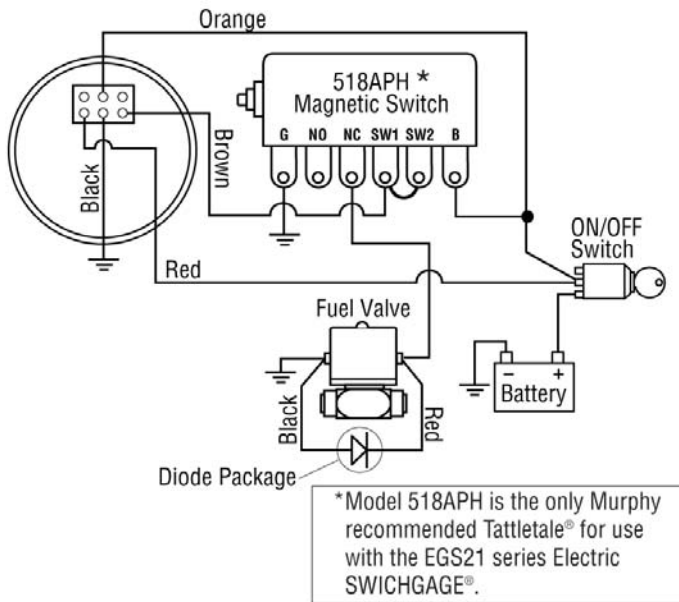 Orange
518APH *
Magnetic Switch
G NO NC SW1 SW2 B
Black
Brown
Red
ON/OFF
Switch
Fuel Valve
– +
Battery
Black
Red
Diode Package
*Model 518APH is the only Murphy
recommended Tattletale® for use
with the EGS21 series Electric
SWICHGAGE®.